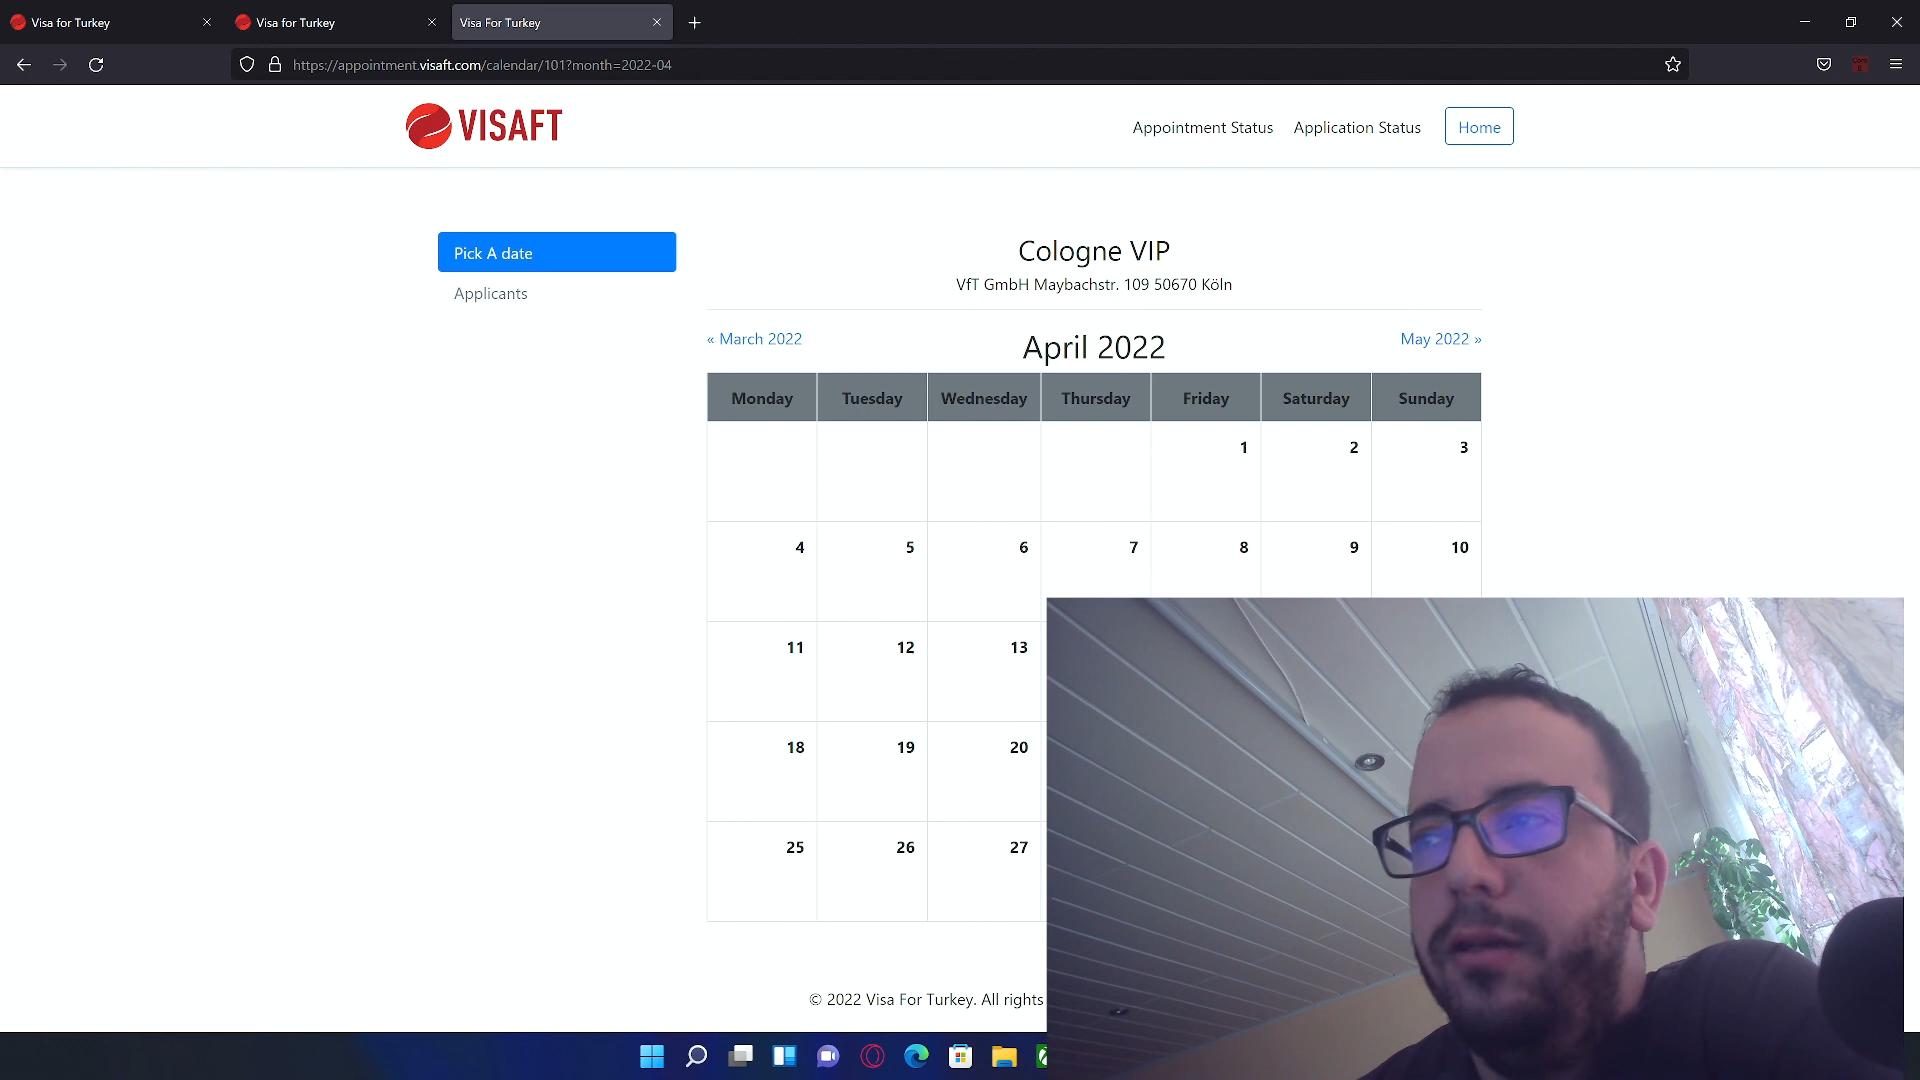 Visa for Turkey
Visa for Turkey
Visa For Turkey
https://appointment.visaft.com/calendar/101?month=2022-04
VISAFT
Appointment Status
Application Status
Home
Pick A date
Applicants
Cologne VIP
VfT GmbH Maybachstr. 109 50670 Köln
« March 2022
April 2022
May 2022 »
Monday Tuesday Wednesday Thursday Friday Saturday Sunday
1 2 3
4 5 6 7 8 9 10
11 12 13
18 19 20
25 26 27
© 2022 Visa For Turkey. All rights